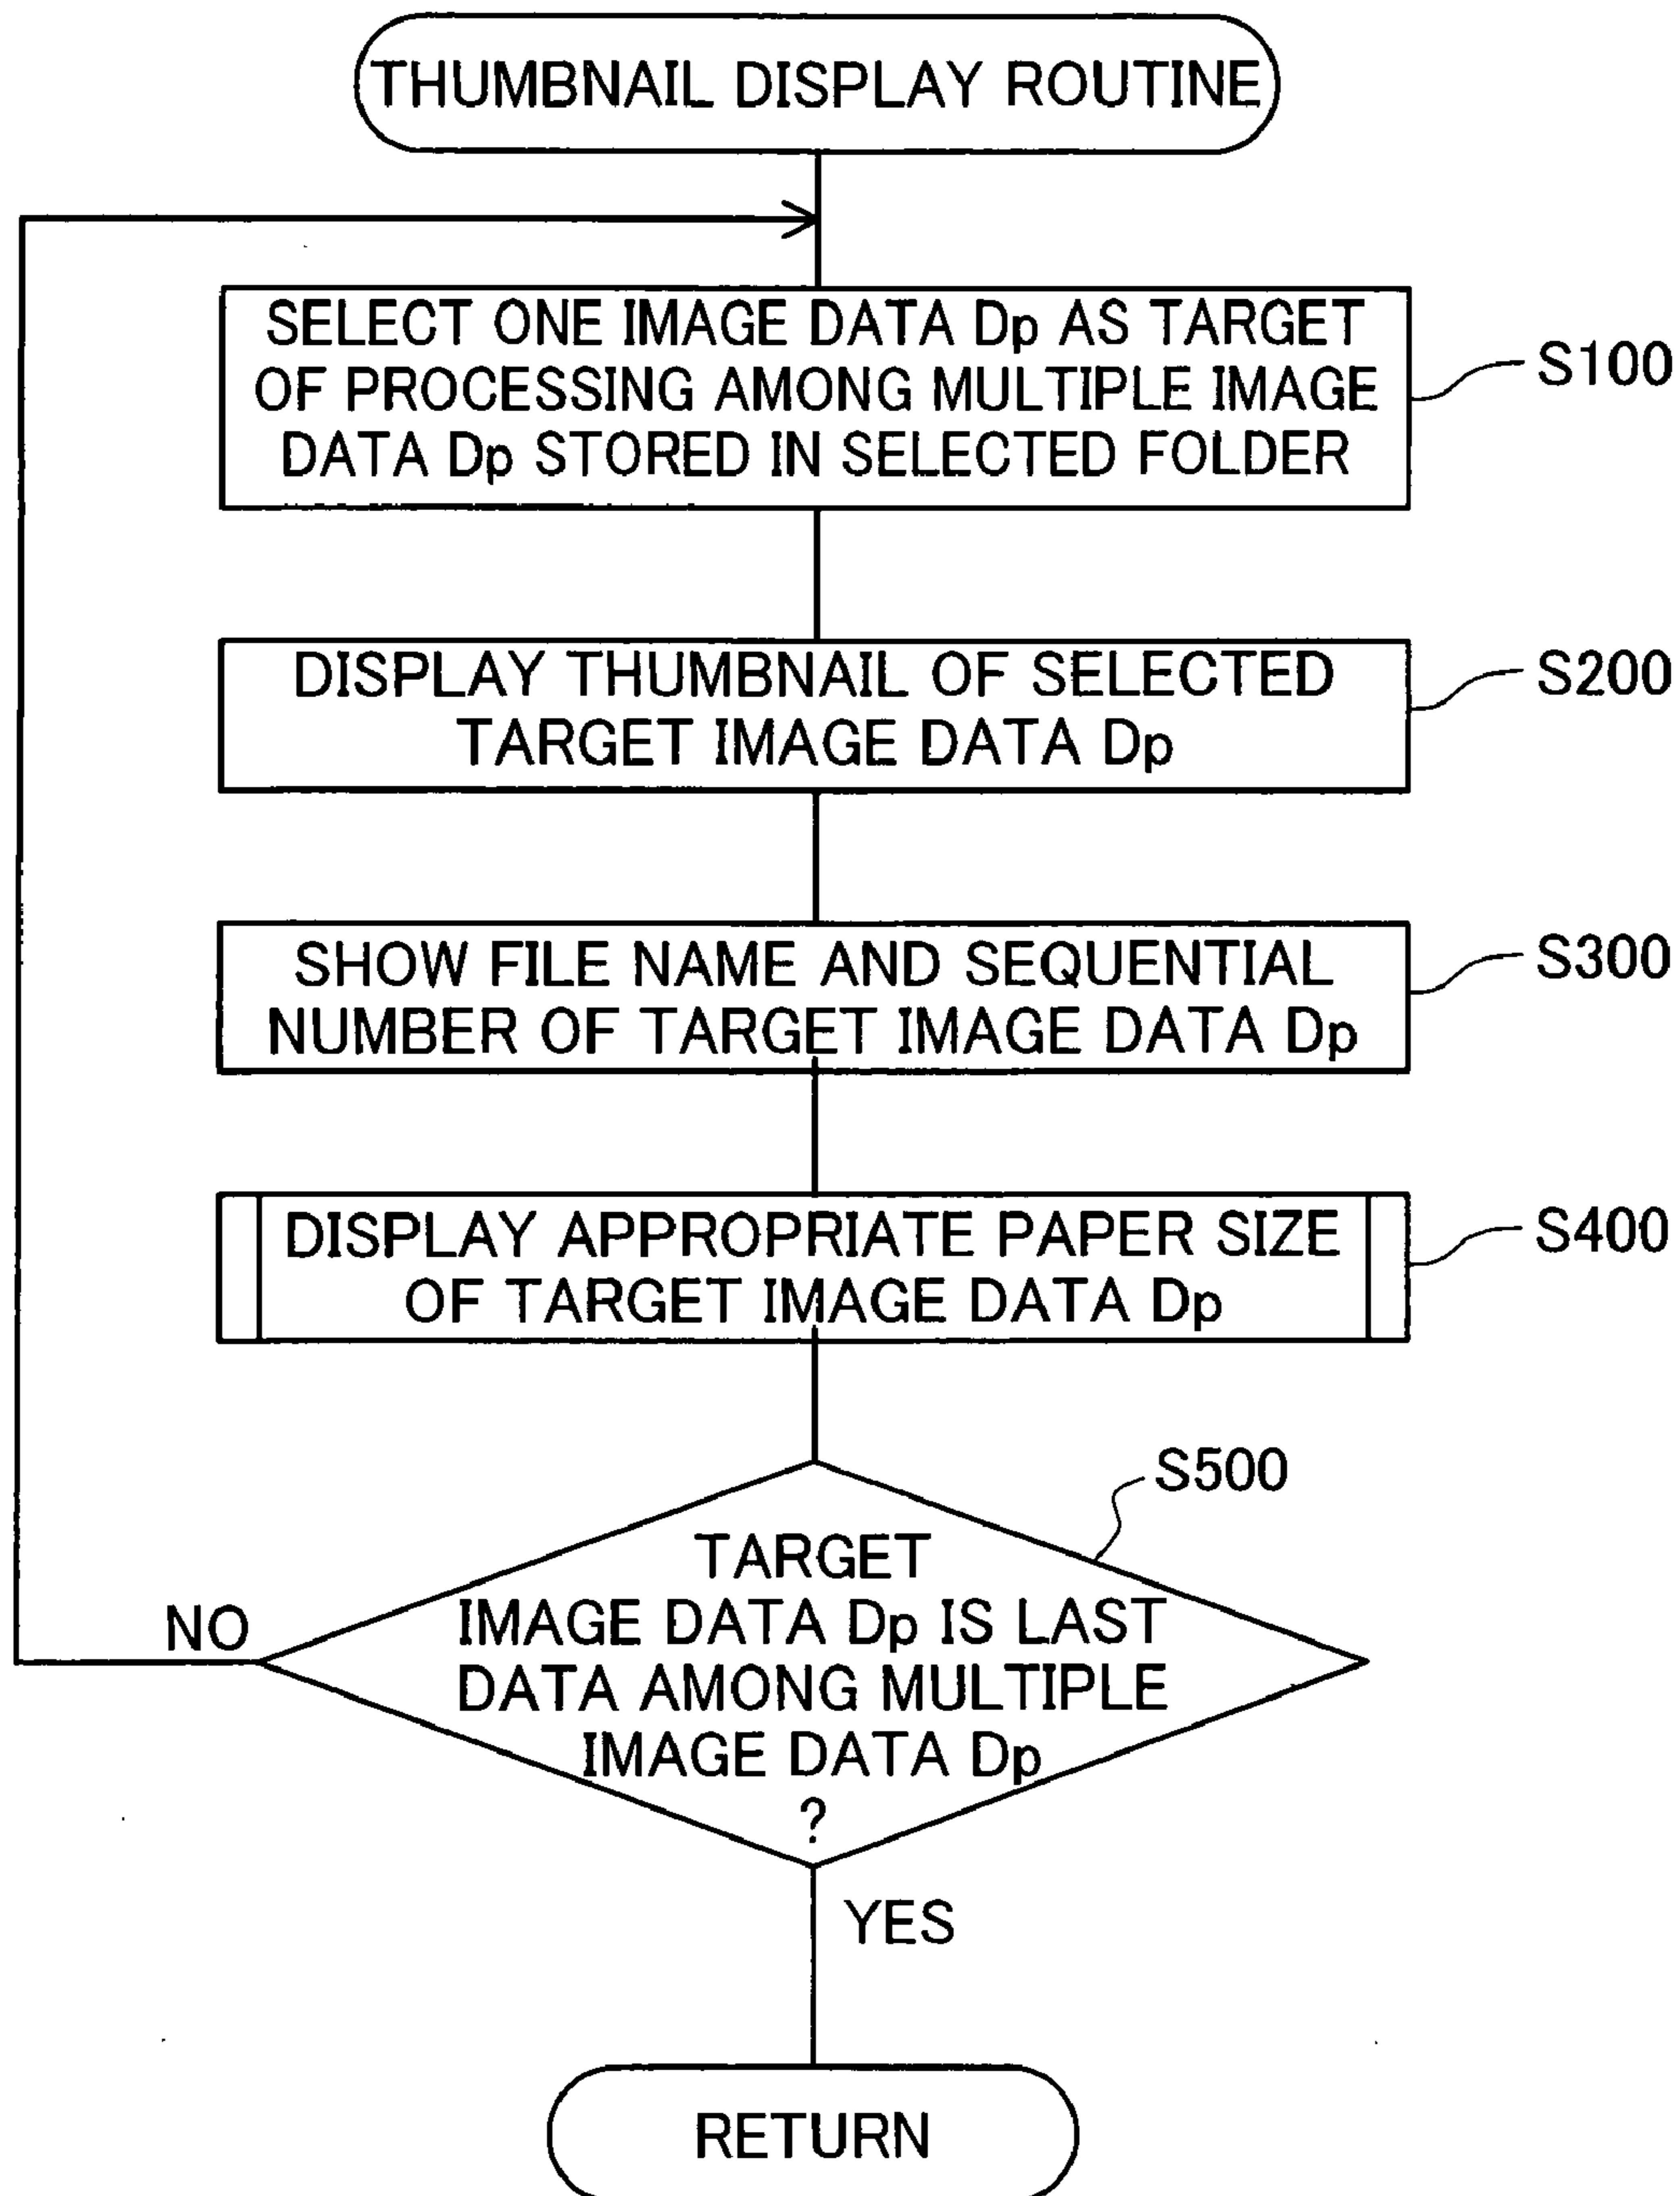 THUMBNAIL DISPLAY ROUTINE
SELECT ONE IMAGE DATA Dp AS TARGET
OF PROCESSING AMONG MULTIPLE IMAGE
DATA Dp STORED IN SELECTED FOLDER
S100
DISPLAY THUMBNAIL OF SELECTED
TARGET IMAGE DATA Dp
S200
SHOW FILE NAME AND SEQUENTIAL
NUMBER OF TARGET IMAGE DATA Dp
S300
DISPLAY APPROPRIATE PAPER SIZE
OF TARGET IMAGE DATA Dp
S400
S500
TARGET
IMAGE DATA Dp IS LAST
DATA AMONG MULTIPLE
IMAGE DATA Dp
?
NO
YES
RETURN